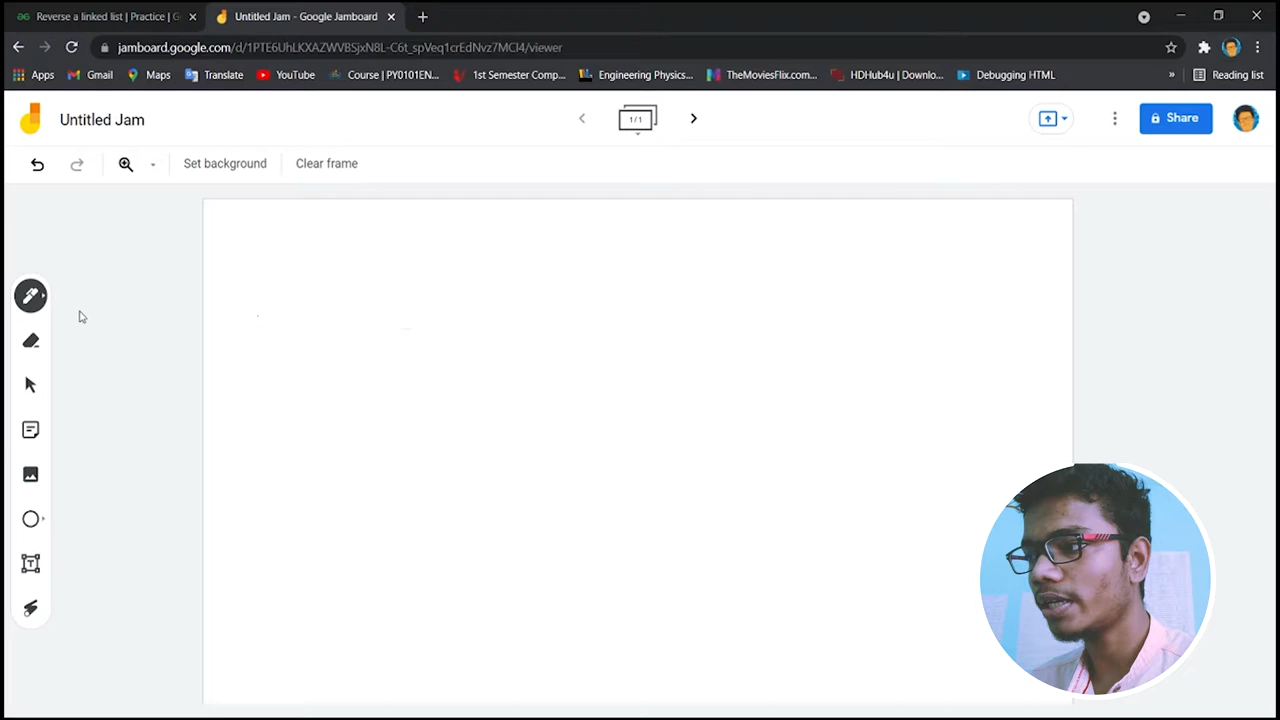 Reverse a linked list | Practice | G
Untitled Jam - Google Jamboard
jamboard.google.com/d/1PTE6UhLKXAZWVBSjxN8L-C6t_spVeq1crEdNvz7MCI4/viewer
Apps
Gmail
Maps
Translate
YouTube
Course | PY0101EN...
1st Semester Comp...
Engineering Physics...
TheMoviesFlix.com...
HDHub4u | Downlo...
Debugging HTML
»
Reading list
Untitled Jam
1/1
Share
Set background
Clear frame